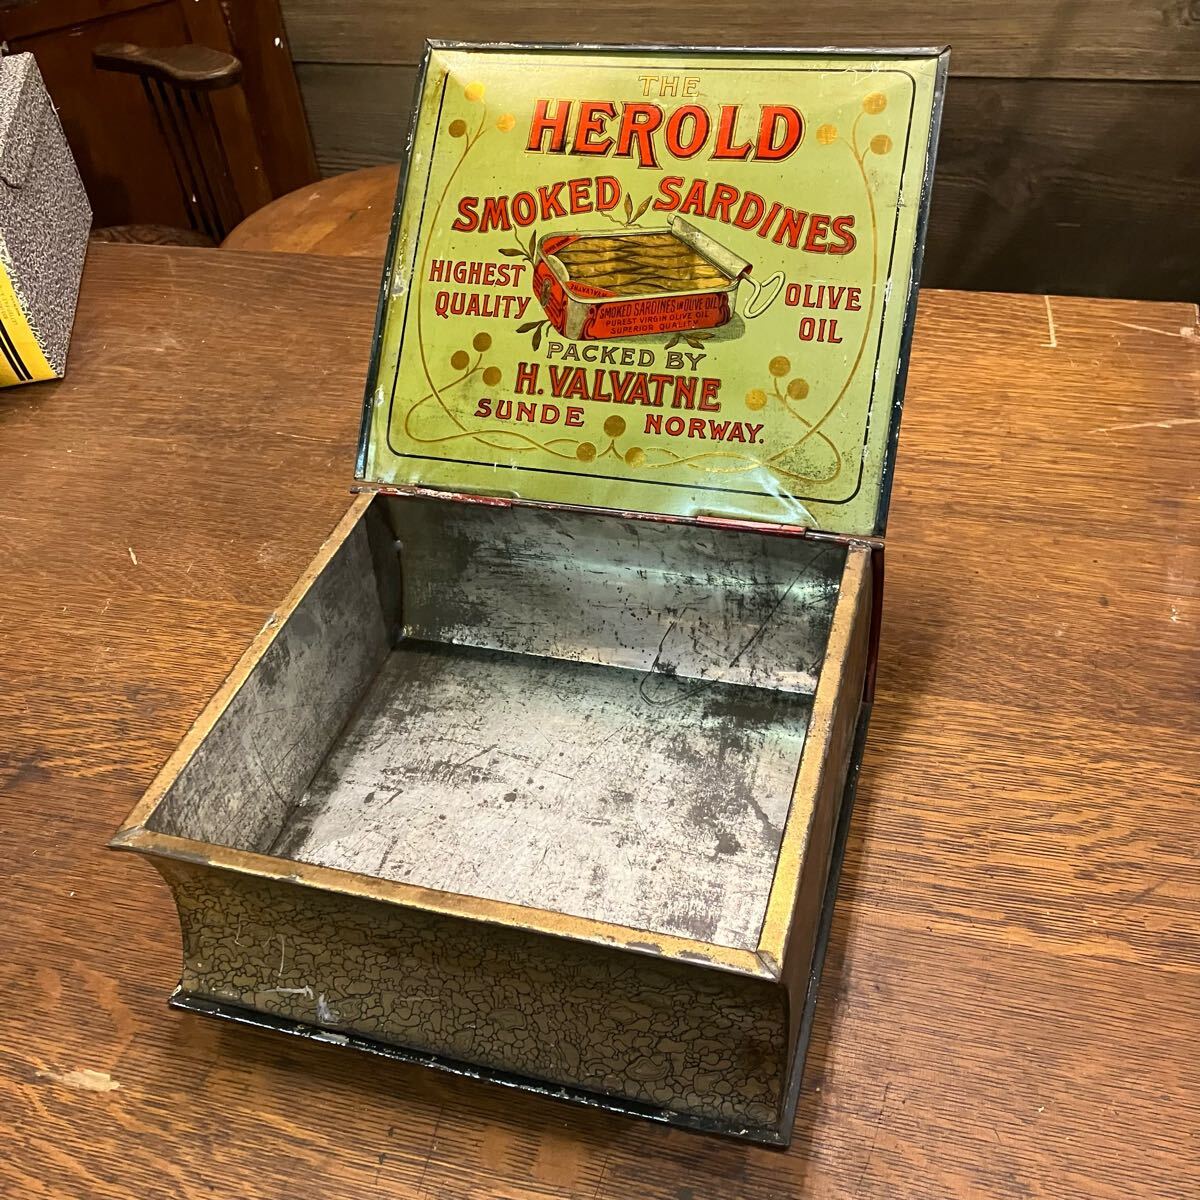 THE
HEROLD
SMOKED SARDINES
HIGHEST
QUALITY
OLIVE
OIL
SMOKED SARDINES IN OLIVE OIL
PUREST VIRGIN OLIVE OIL
SUPERIOR QUALITY
PACKED BY
H. VALVATNE
SUNDE NORWAY.